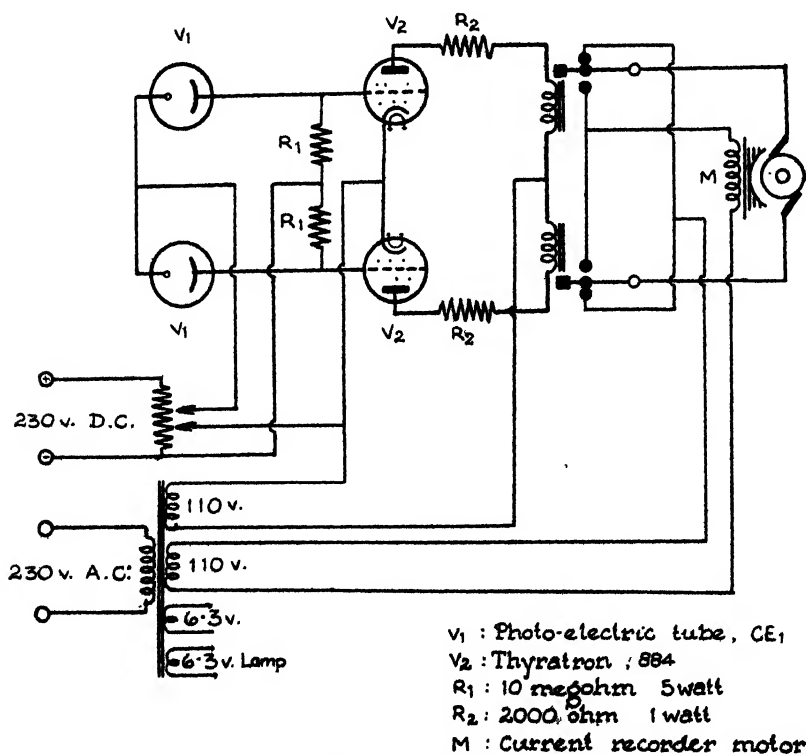 V₁
V₂
R₂
R₁
R₁
M
V₁
V₂
R₂
+
230 v. D.C.
−
110 v.
230 v. A.C.
110 v.
6·3 v.
6·3 v. Lamp
V₁ : Photo-electric tube, CE₁
V₂ : Thyratron , 884
R₁ : 10 megohm 5 watt
R₂ : 2000 ohm 1 watt
M : Current recorder motor